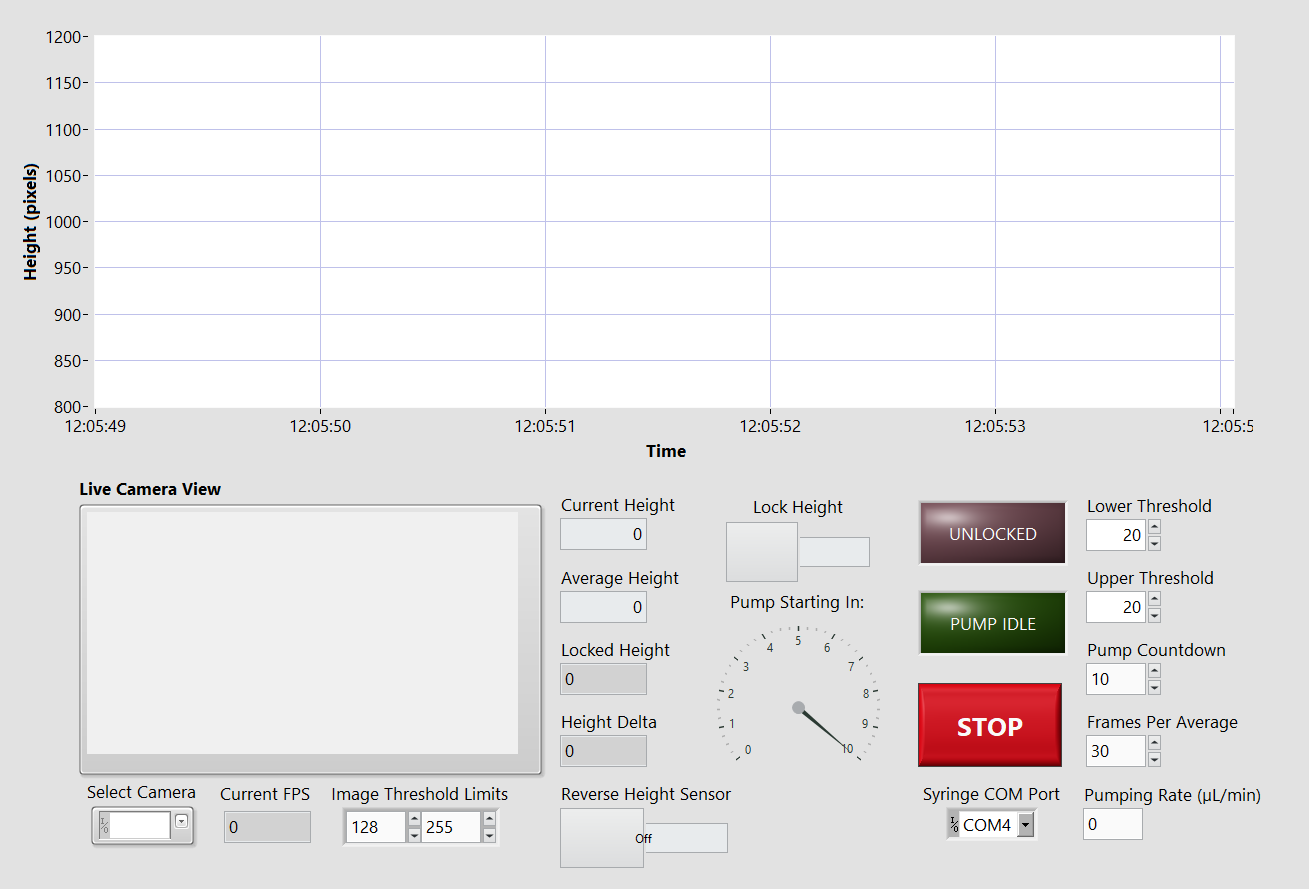 1200
1150
1100
1050
1000
950
900
850
800
Height (pixels)
12:05:49 12:05:50 12:05:51 12:05:52 12:05:53 12:05:5
Time
Live Camera View
Current Height
0
Average Height
0
Locked Height
0
Height Delta
0
Lock Height
Pump Starting In:
0 1 2 3 4 5 6 7 8 9 10
UNLOCKED
PUMP IDLE
STOP
Lower Threshold
20
Upper Threshold
20
Pump Countdown
10
Frames Per Average
30
Select Camera
I/0
Current FPS
0
Image Threshold Limits
128 255
Reverse Height Sensor
Off
Syringe COM Port
I/0 COM4
Pumping Rate (µL/min)
0